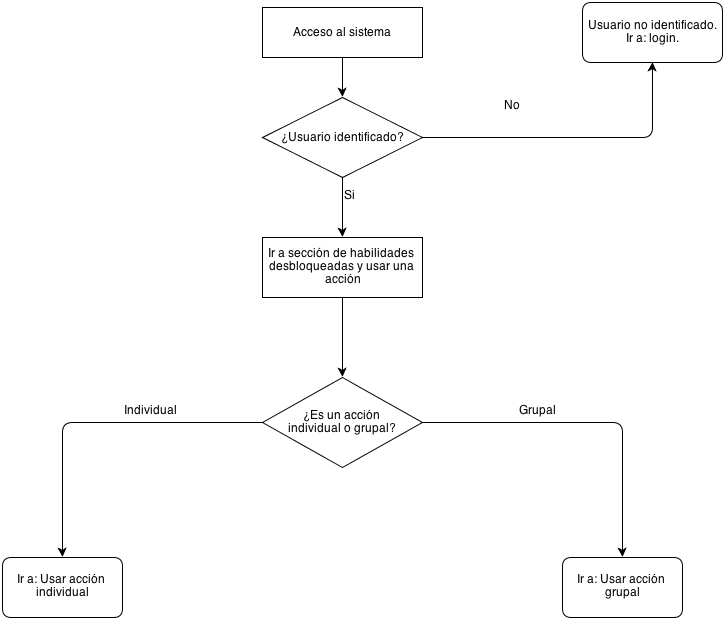 Acceso al sistema
Usuario no identificado.
Ir a: login.
¿Usuario identificado?
No
Si
Ir a sección de habilidades
desbloqueadas y usar una
acción
¿Es un acción
individual o grupal?
Individual
Grupal
Ir a: Usar acción
individual
Ir a: Usar acción
grupal